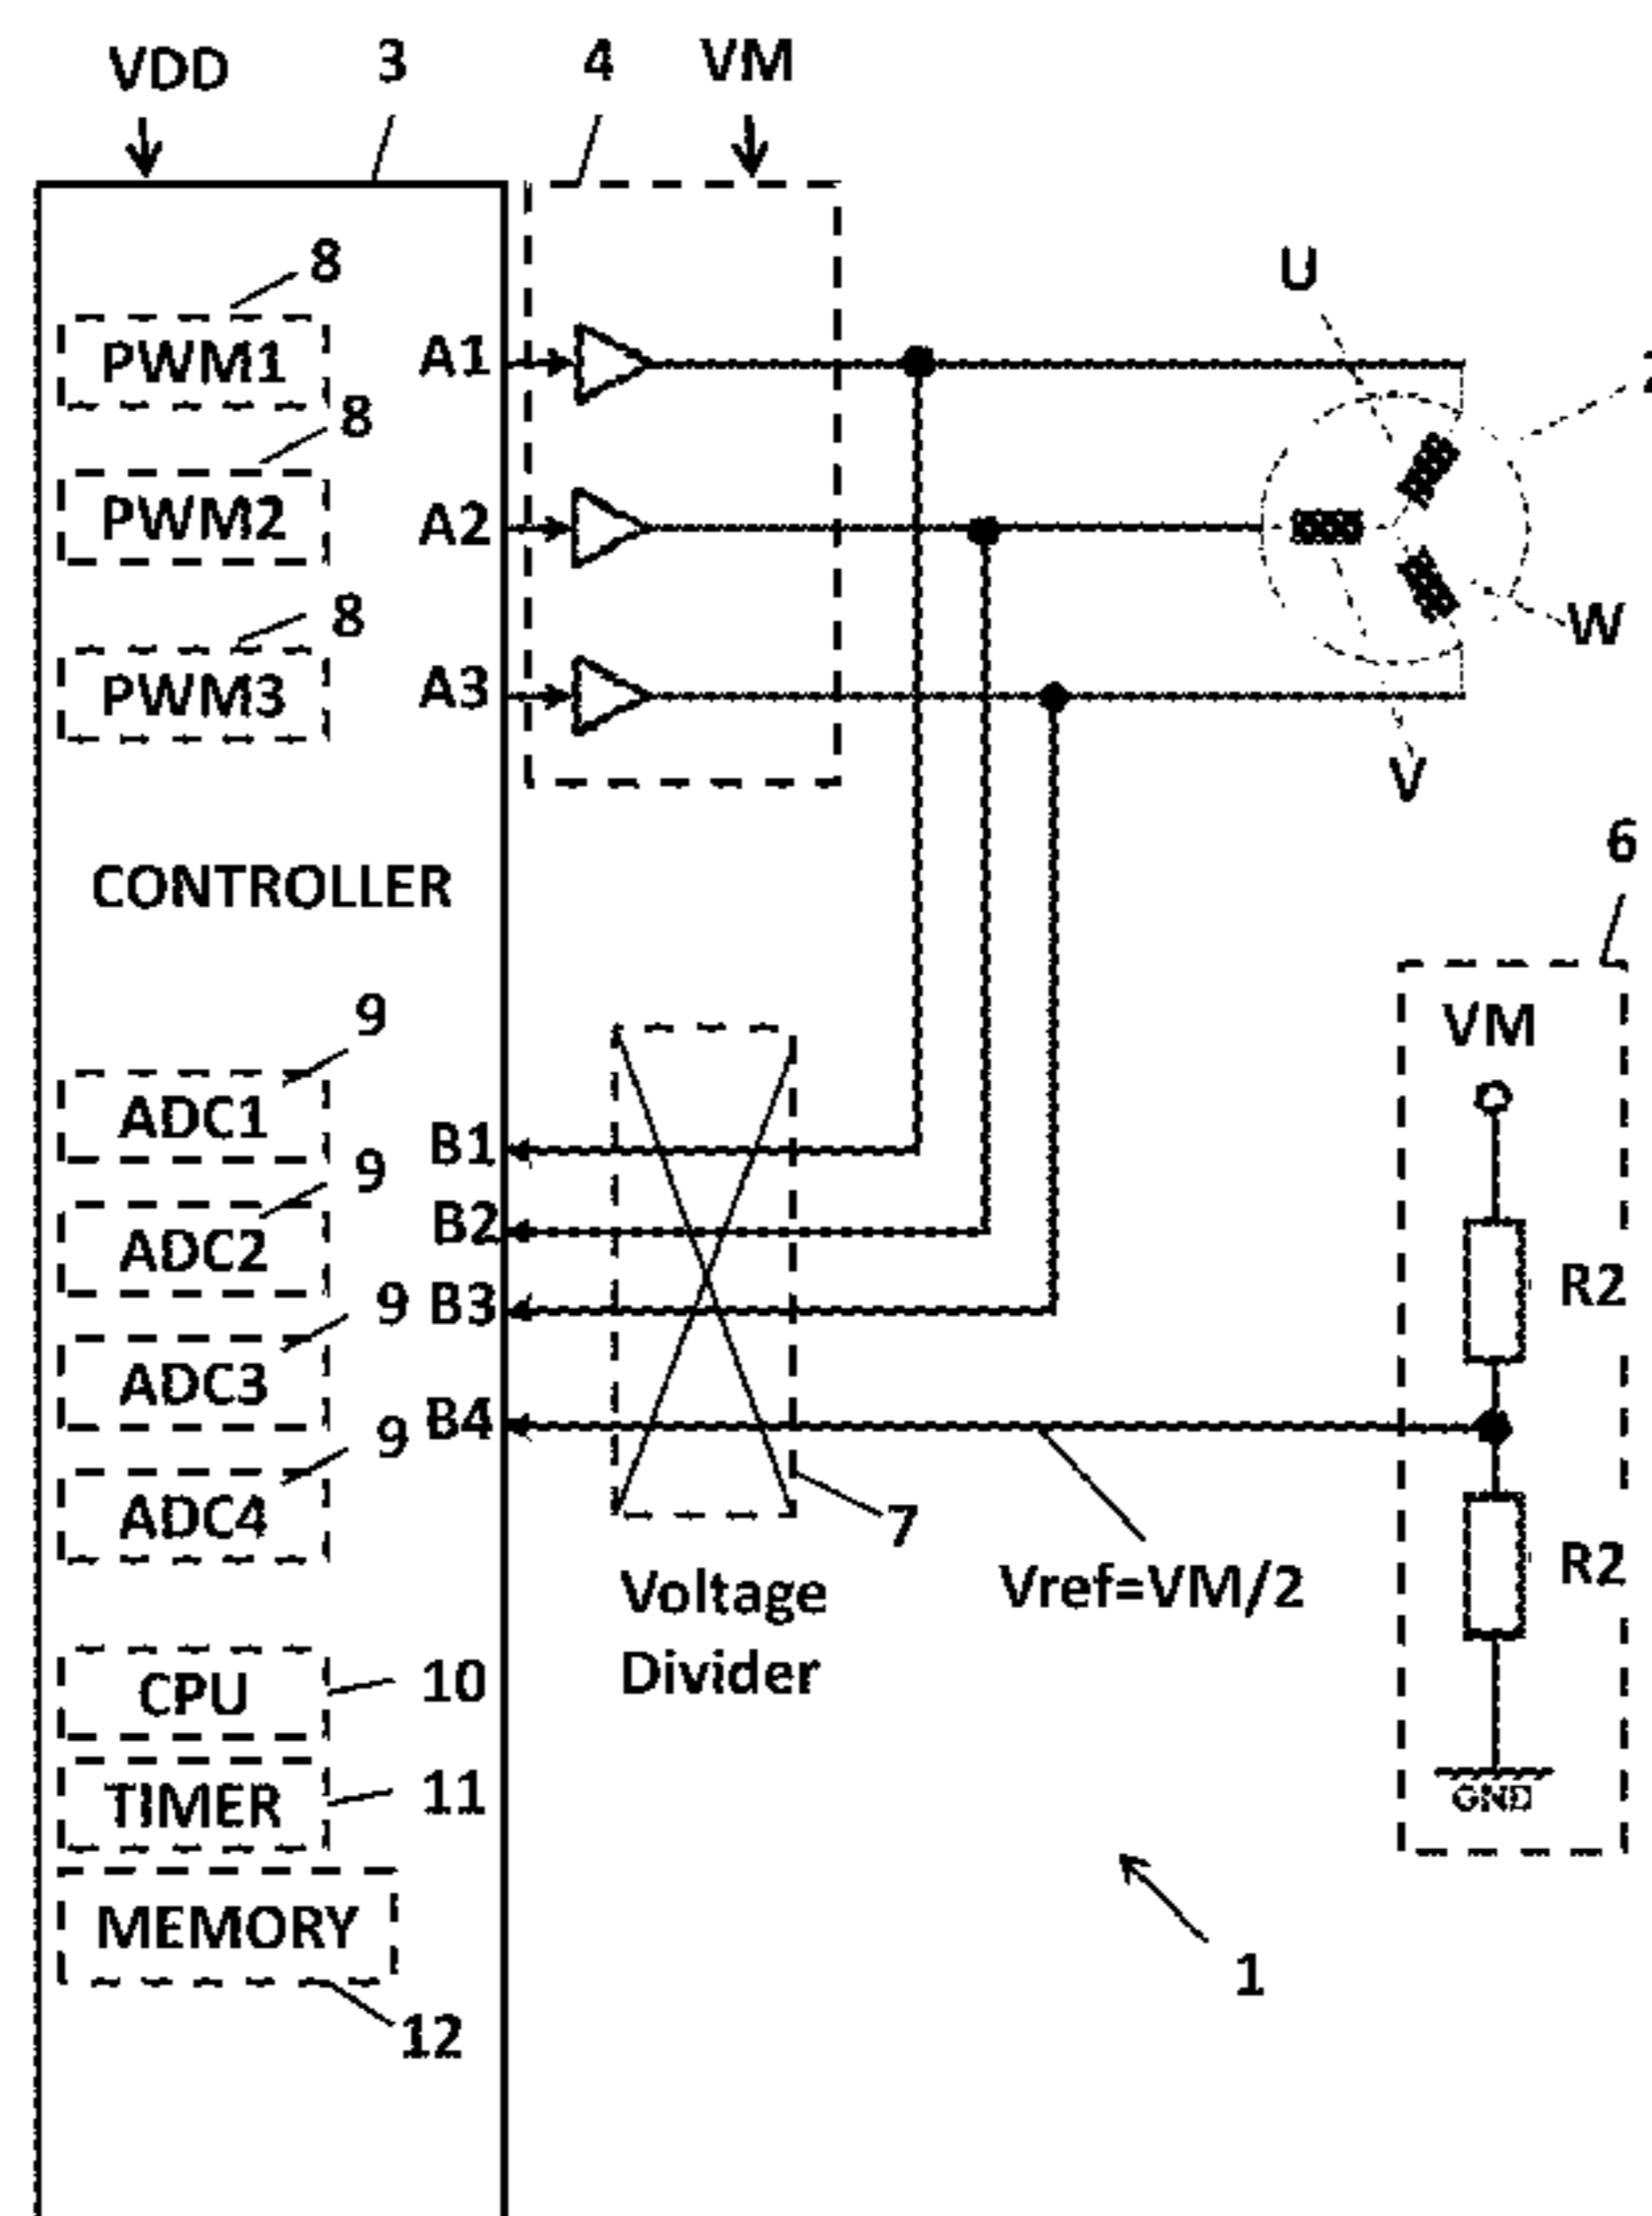 VDD
3
4
VM
8
PWM1
A1
U
8
PWM2
A2
8
PWM3
A3
W
V
CONTROLLER
6
VM
9
ADC1
B1
9
ADC2
B2
9
ADC3
B3
R2
9
ADC4
B4
7
Vref=VM/2
R2
Voltage
Divider
CPU
10
TIMER
11
GND
MEMORY
12
1